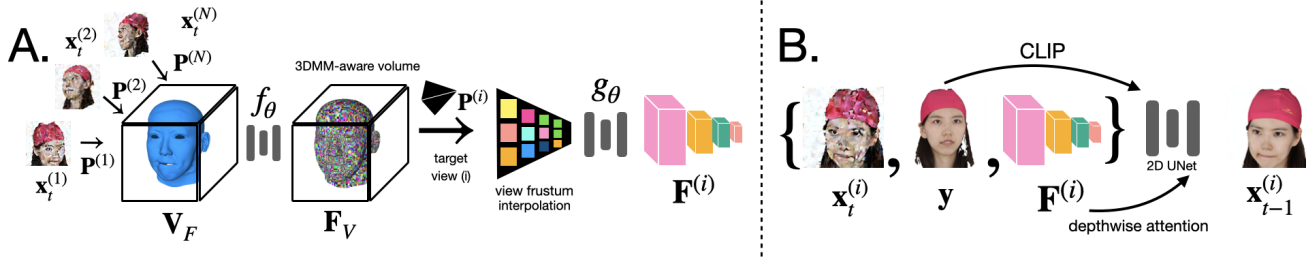 A.
x_t^{(2)}
x_t^{(N)}
P^{(N)}
P^{(2)}
x_t^{(1)}
P^{(1)}
V_F
f_θ
3DMM-aware volume
F_V
P^{(i)}
target
view (i)
view frustum
interpolation
g_θ
F^{(i)}
B.
CLIP
{ x_t^{(i)} , y , F^{(i)} }
2D UNet
depthwise attention
x_{t-1}^{(i)}